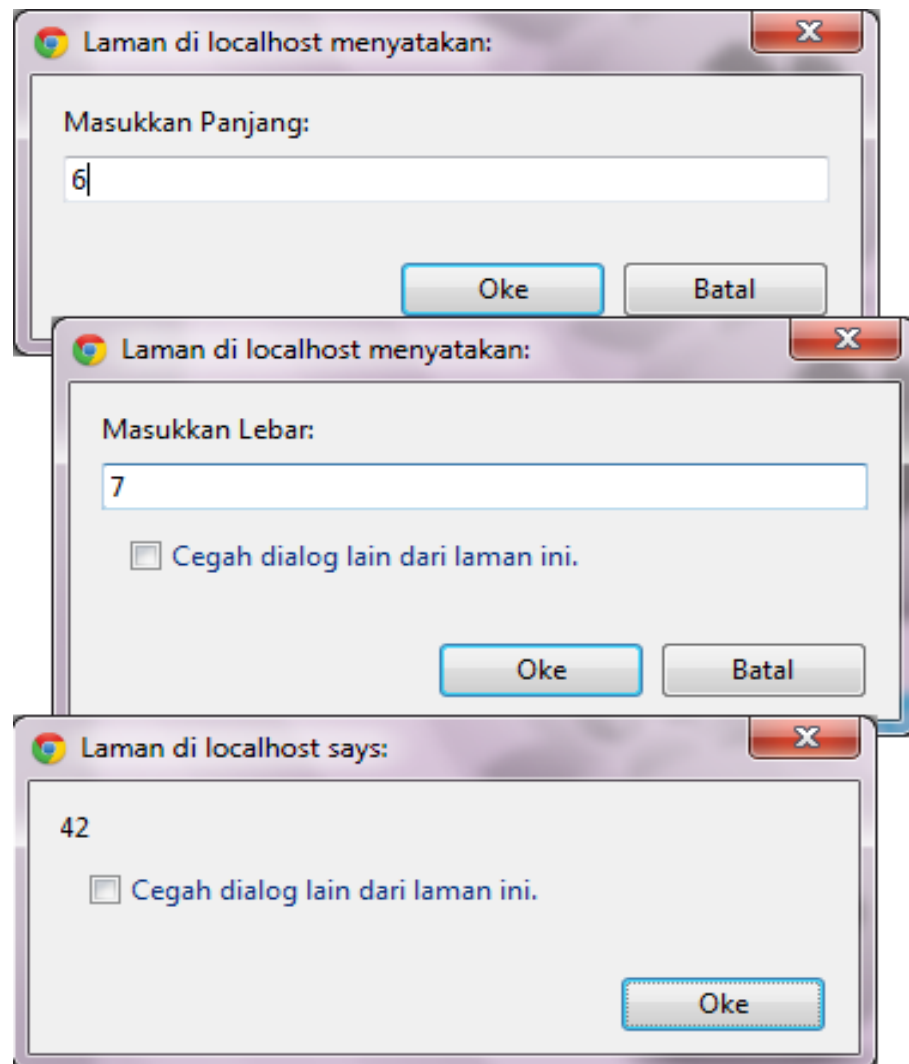 Laman di localhost menyatakan:
Masukkan Panjang:
6
Oke Batal
Laman di localhost menyatakan:
Masukkan Lebar:
7
Cegah dialog lain dari laman ini.
Oke Batal
Laman di localhost says:
42
Cegah dialog lain dari laman ini.
Oke